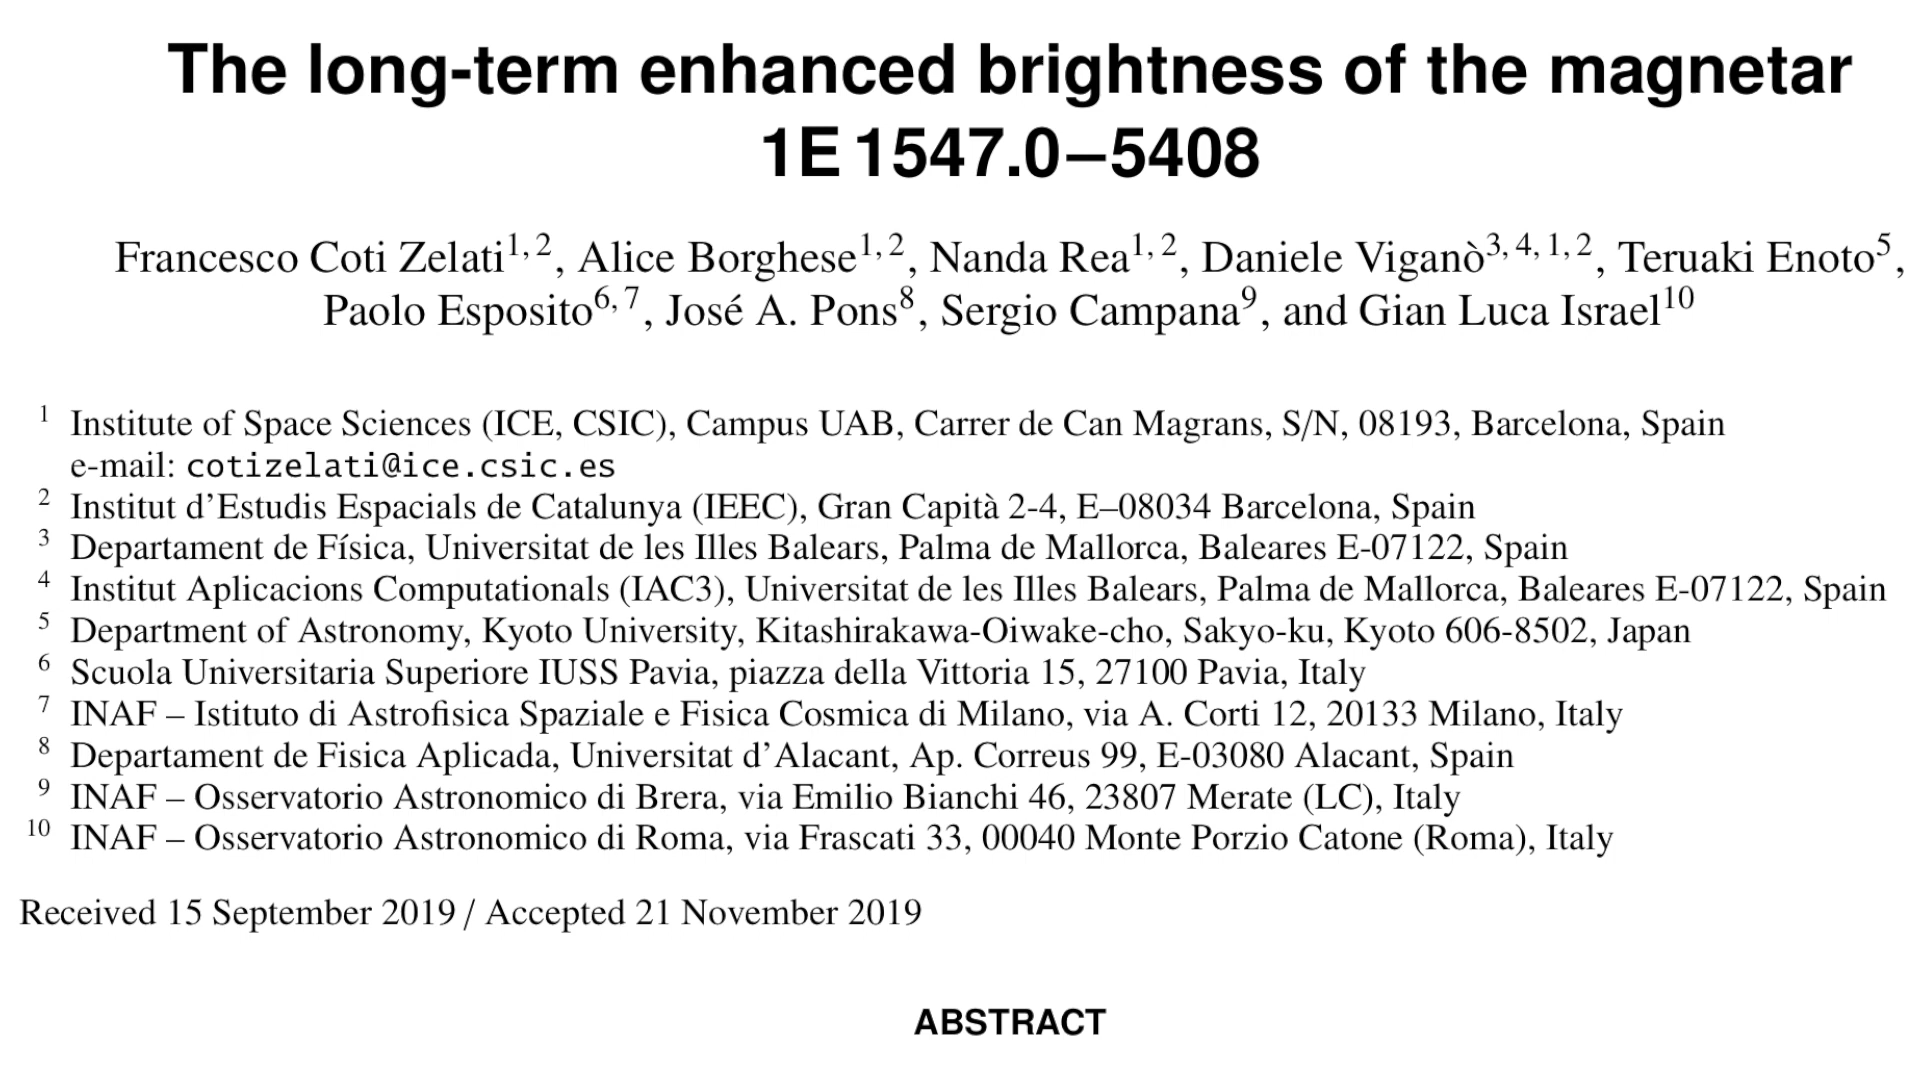 The long-term enhanced brightness of the magnetar
1E 1547.0−5408
Francesco Coti Zelati1, 2, Alice Borghese1, 2, Nanda Rea1, 2, Daniele Viganò3, 4, 1, 2, Teruaki Enoto5,
Paolo Esposito6, 7, José A. Pons8, Sergio Campana9, and Gian Luca Israel10
1 Institute of Space Sciences (ICE, CSIC), Campus UAB, Carrer de Can Magrans, S/N, 08193, Barcelona, Spain
e-mail: cotizelati@ice.csic.es
2 Institut d’Estudis Espacials de Catalunya (IEEC), Gran Capità 2-4, E–08034 Barcelona, Spain
3 Departament de Física, Universitat de les Illes Balears, Palma de Mallorca, Baleares E-07122, Spain
4 Institut Aplicacions Computationals (IAC3), Universitat de les Illes Balears, Palma de Mallorca, Baleares E-07122, Spain
5 Department of Astronomy, Kyoto University, Kitashirakawa-Oiwake-cho, Sakyo-ku, Kyoto 606-8502, Japan
6 Scuola Universitaria Superiore IUSS Pavia, piazza della Vittoria 15, 27100 Pavia, Italy
7 INAF – Istituto di Astrofisica Spaziale e Fisica Cosmica di Milano, via A. Corti 12, 20133 Milano, Italy
8 Departament de Fisica Aplicada, Universitat d’Alacant, Ap. Correus 99, E-03080 Alacant, Spain
9 INAF – Osservatorio Astronomico di Brera, via Emilio Bianchi 46, 23807 Merate (LC), Italy
10 INAF – Osservatorio Astronomico di Roma, via Frascati 33, 00040 Monte Porzio Catone (Roma), Italy
Received 15 September 2019 / Accepted 21 November 2019
ABSTRACT